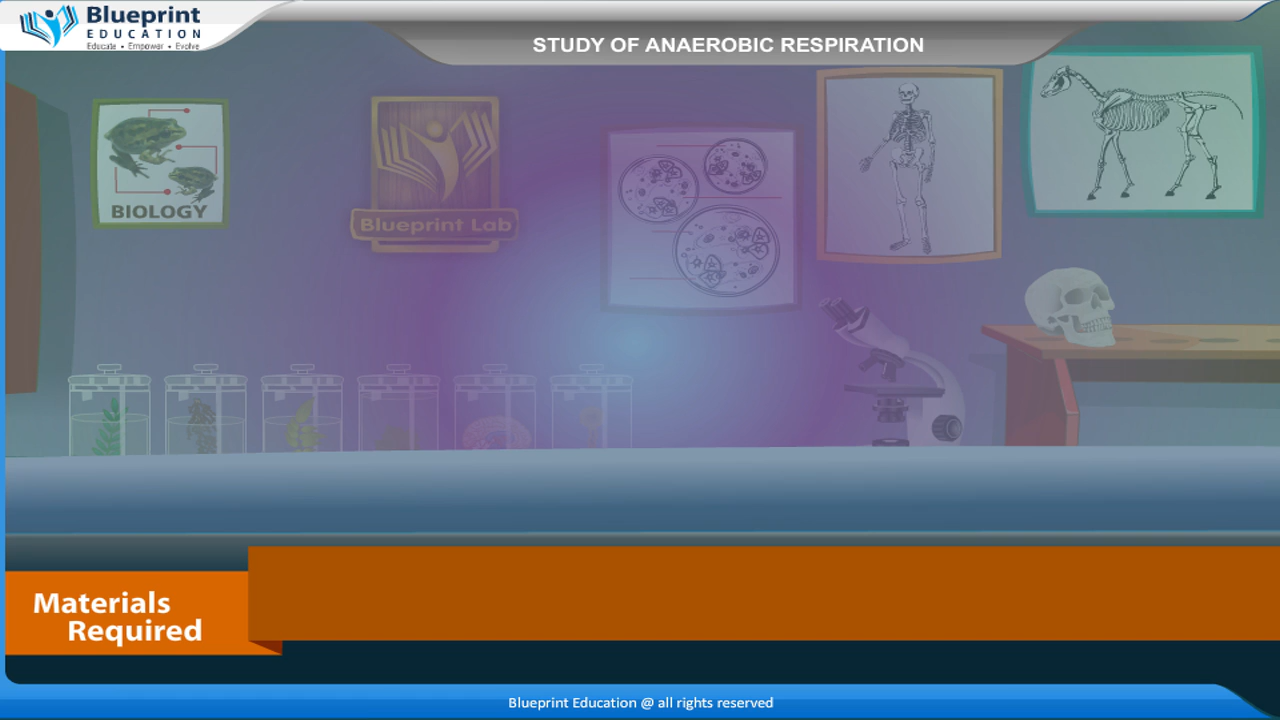 Blueprint
EDUCATION
Educate • Empower • Evolve
STUDY OF ANAEROBIC RESPIRATION
BIOLOGY
Blueprint Lab
Materials
Required
Blueprint Education @ all rights reserved